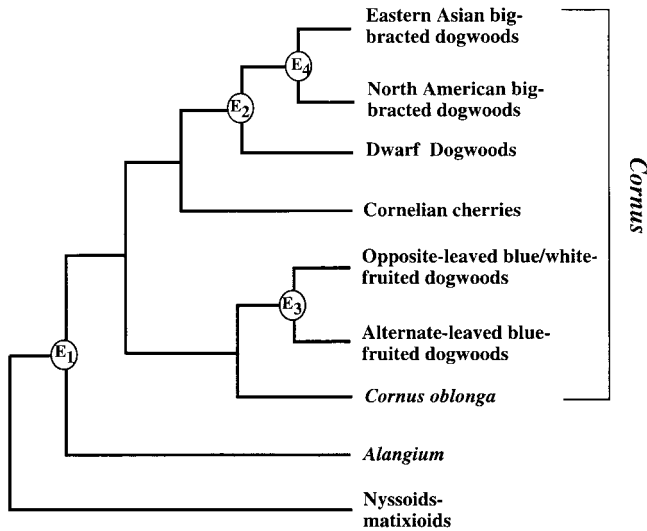 Eastern Asian big-
bracted dogwoods
E4
North American big-
bracted dogwoods
E2
Dwarf Dogwoods
Cornus
Cornelian cherries
Opposite-leaved blue/white-
fruited dogwoods
E3
Alternate-leaved blue-
fruited dogwoods
E1
Cornus oblonga
Alangium
Nyssoids-
matixioids